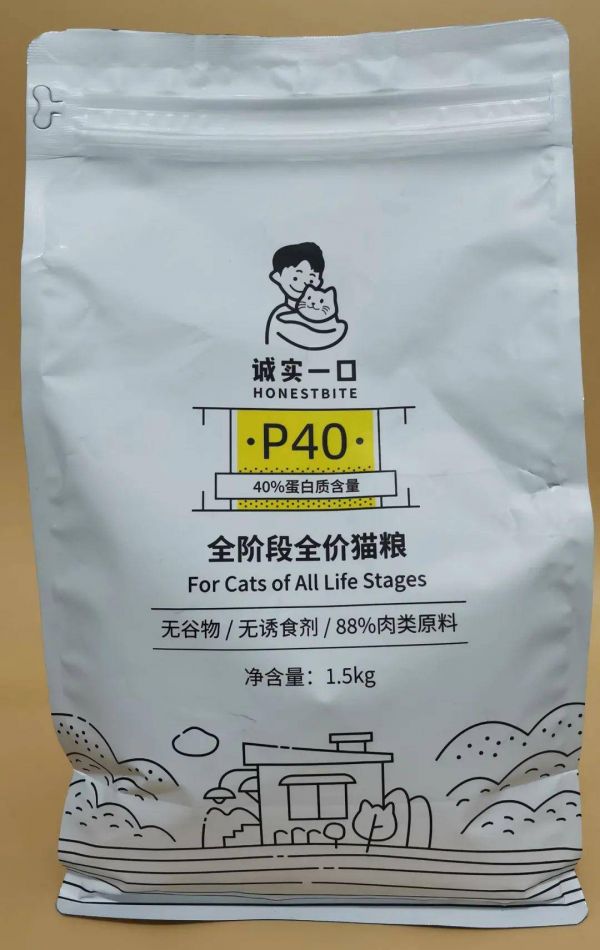 诚实一口
HONESTBITE
·P40·
40%蛋白质含量
全阶段全价猫粮
For Cats of All Life Stages
无谷物 / 无诱食剂 / 88%肉类原料
净含量：1.5kg